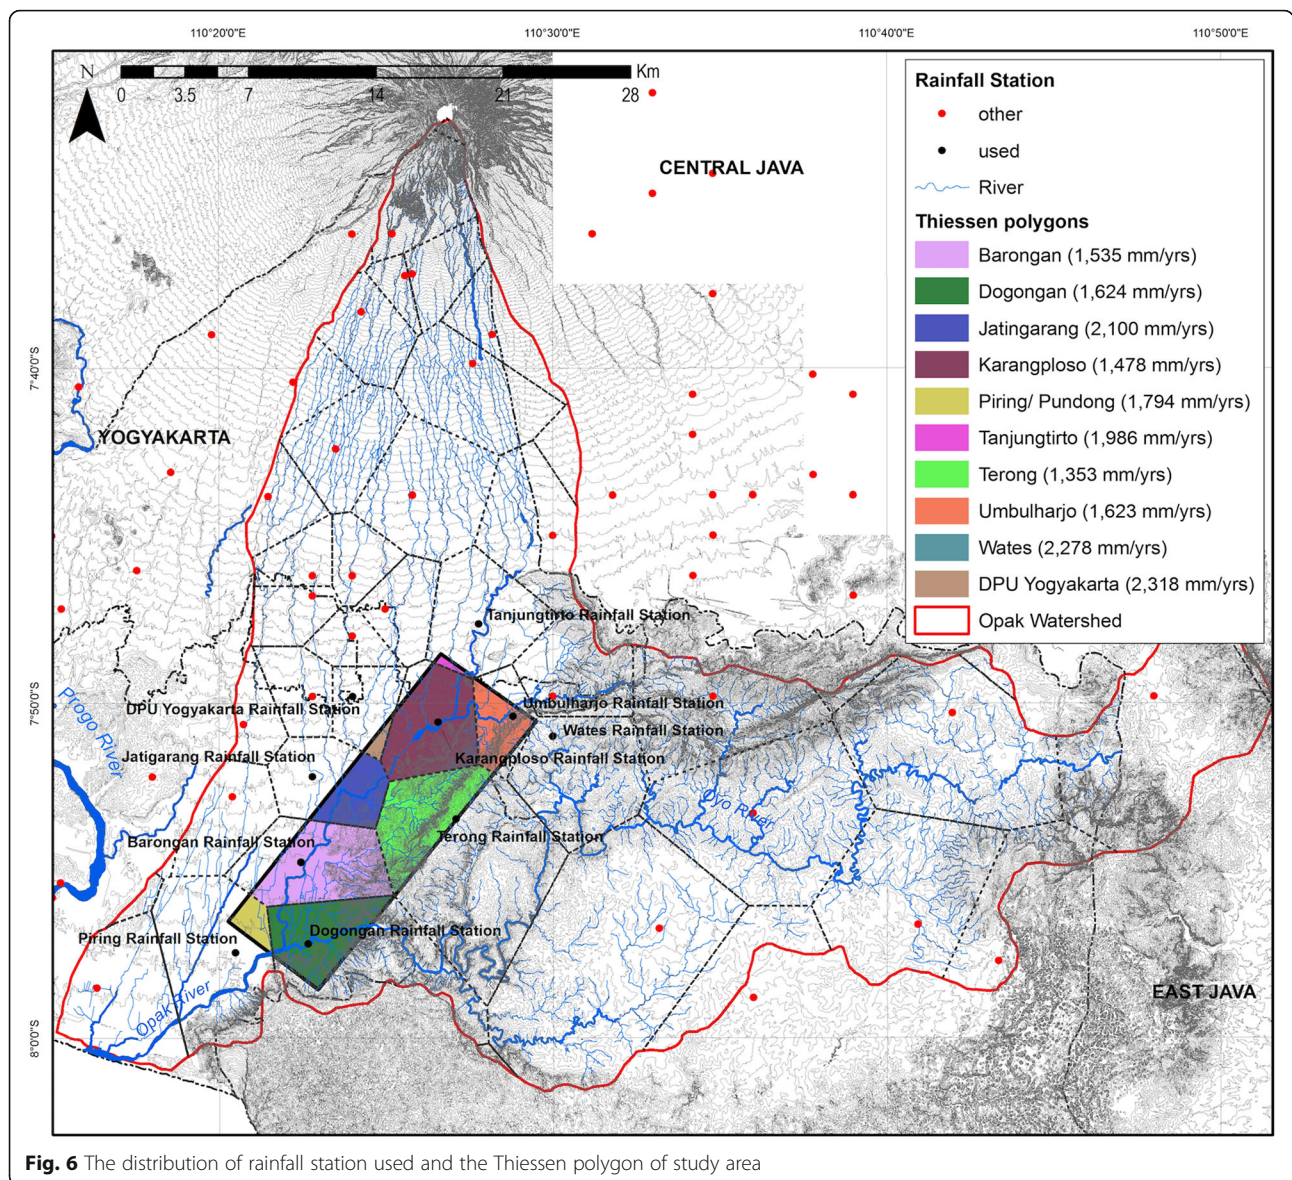 110°20'0"E 110°30'0"E 110°40'0"E 110°50'0"E
N
Km
0 3.5 7 14 21 28
CENTRAL JAVA
Rainfall Station
other
used
River
Thiessen polygons
Barongan (1,535 mm/yrs)
Dogongan (1,624 mm/yrs)
Jatingarang (2,100 mm/yrs)
Karangploso (1,478 mm/yrs)
Piring/ Pundong (1,794 mm/yrs)
Tanjungtirto (1,986 mm/yrs)
Terong (1,353 mm/yrs)
Umbulharjo (1,623 mm/yrs)
Wates (2,278 mm/yrs)
DPU Yogyakarta (2,318 mm/yrs)
Opak Watershed
7°40'0"S
YOGYAKARTA
Tanjungtirto Rainfall Station
7°50'0"S
Progo River
DPU Yogyakarta Rainfall Station
Umbulharjo Rainfall Station
Wates Rainfall Station
Jatigarang Rainfall Station
Karangploso Rainfall Station
Oyo River
Barongan Rainfall Station
Terong Rainfall Station
Piring Rainfall Station
Dogongan Rainfall Station
Opak River
EAST JAVA
8°0'0"S
Fig. 6 The distribution of rainfall station used and the Thiessen polygon of study area